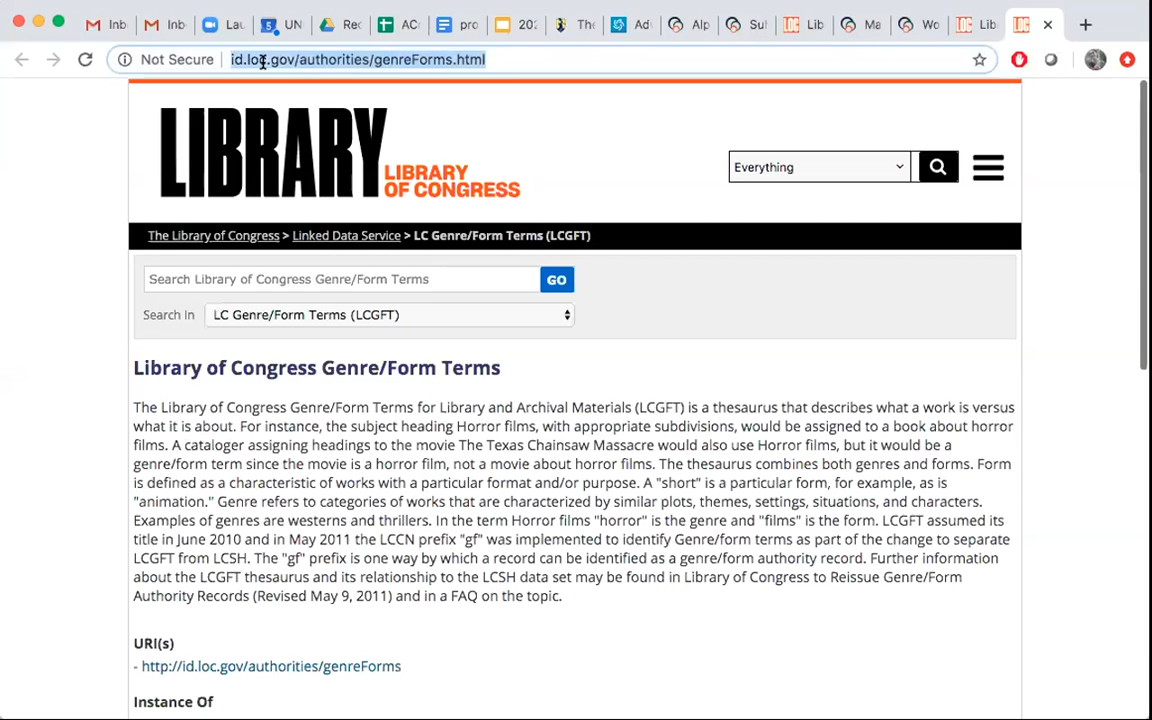 Inb
Inb
Lau
5 UN
Rec
AC
pro
202
The
Ad
Alp
Sul
Lib
Ma
Wo
Lib
Not Secure
id.loc.gov/authorities/genreForms.html
LIBRARY
LIBRARY
OF CONGRESS
Everything
The Library of Congress > Linked Data Service > LC Genre/Form Terms (LCGFT)
Search Library of Congress Genre/Form Terms
GO
Search In
LC Genre/Form Terms (LCGFT)
Library of Congress Genre/Form Terms
The Library of Congress Genre/Form Terms for Library and Archival Materials (LCGFT) is a thesaurus that describes what a work is versus
what it is about. For instance, the subject heading Horror films, with appropriate subdivisions, would be assigned to a book about horror
films. A cataloger assigning headings to the movie The Texas Chainsaw Massacre would also use Horror films, but it would be a
genre/form term since the movie is a horror film, not a movie about horror films. The thesaurus combines both genres and forms. Form
is defined as a characteristic of works with a particular format and/or purpose. A "short" is a particular form, for example, as is
"animation." Genre refers to categories of works that are characterized by similar plots, themes, settings, situations, and characters.
Examples of genres are westerns and thrillers. In the term Horror films "horror" is the genre and "films" is the form. LCGFT assumed its
title in June 2010 and in May 2011 the LCCN prefix "gf" was implemented to identify Genre/form terms as part of the change to separate
LCGFT from LCSH. The "gf" prefix is one way by which a record can be identified as a genre/form authority record. Further information
about the LCGFT thesaurus and its relationship to the LCSH data set may be found in Library of Congress to Reissue Genre/Form
Authority Records (Revised May 9, 2011) and in a FAQ on the topic.
URI(s)
- http://id.loc.gov/authorities/genreForms
Instance Of